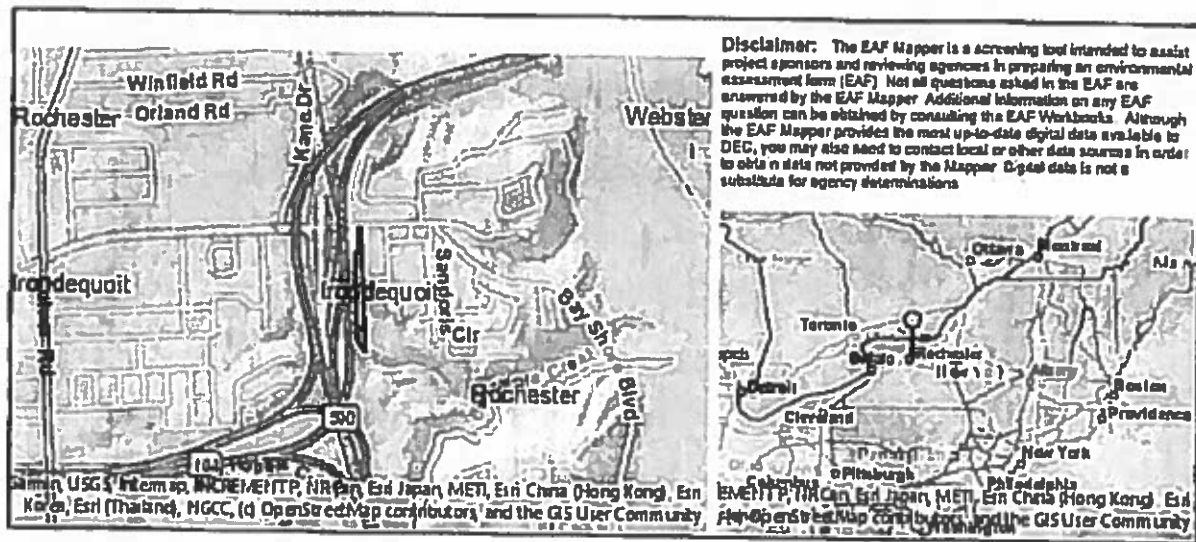 Disclaimer: The EAF Mapper is a screening tool intended to assist
project sponsors and reviewing agencies in preparing an environmental
assessment form (EAF). Not all questions asked in the EAF are
answered by the EAF Mapper. Additional information on any EAF
question can be obtained by consulting the EAF Workbooks. Although
the EAF Mapper provides the most up-to-date digital data available to
DEC, you may also need to contact local or other data sources in order
to obtain data not provided by the Mapper. Digital data is not a
substitute for agency determinations.
Winfield Rd
Rochester
Orland Rd
Kane Dr
Webster
Irondequoit
Irondequoit
Rd
Cir
Bay Sh
Blvd
Rochester
590
104
Garmin, USGS, Intermap, INCREMENT P, NRCan, Esri Japan, METI, Esri China (Hong Kong), Esri
Korea, Esri (Thailand), NGCC, (c) OpenStreetMap contributors, and the GIS User Community
Ottawa
Montreal
Toronto
Buffalo
Rochester
Albany
Detroit
Cleveland
Boston
Providence
New York
Columbus
Pittsburgh
Philadelphia
Washington
EMENT P, NRCan, Esri Japan, METI, Esri China (Hong Kong), Esri
OpenStreetMap contributors, and the GIS User Community